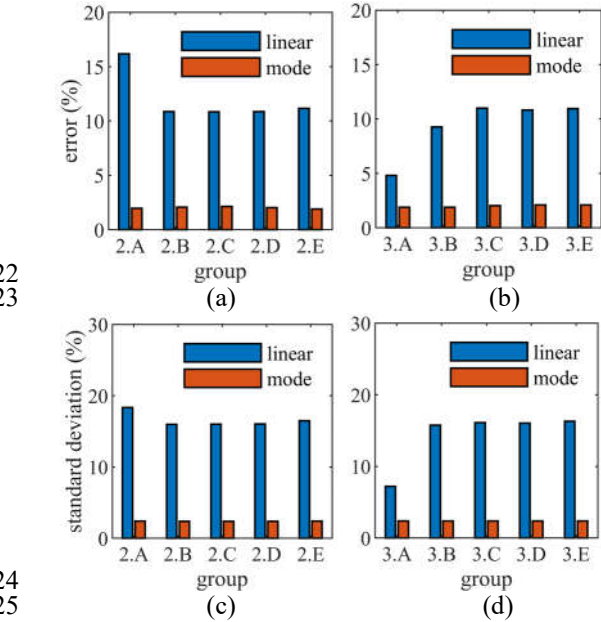 20 20
linear linear
15 mode 15 mode
error (%)
10 10
5 5
0 0
2.A 2.B 2.C 2.D 2.E 3.A 3.B 3.C 3.D 3.E
22 group group
23 (a) (b)
30 30
linear linear
mode mode
standard deviation (%)
20 20
10 10
0 0
2.A 2.B 2.C 2.D 2.E 3.A 3.B 3.C 3.D 3.E
24 group group
25 (c) (d)